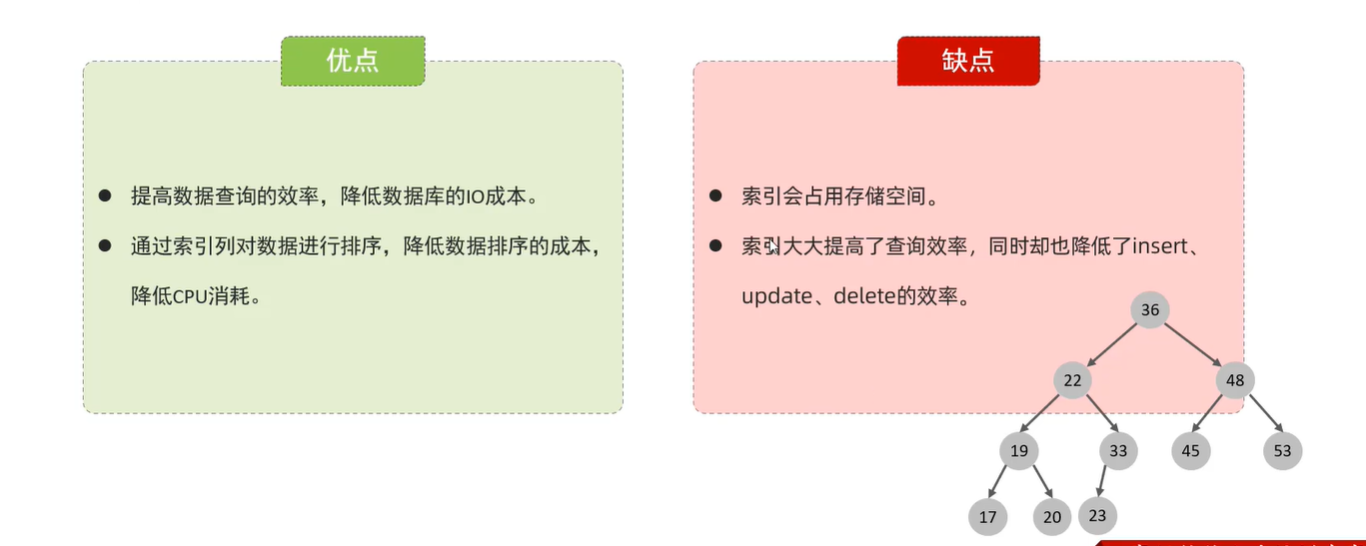 优点
提高数据查询的效率，降低数据库的IO成本。
通过索引列对数据进行排序，降低数据排序的成本，
降低CPU消耗。
缺点
索引会占用存储空间。
索引大大提高了查询效率，同时却也降低了insert、
update、delete的效率。
36
22
48
19
33
45
53
17
20
23